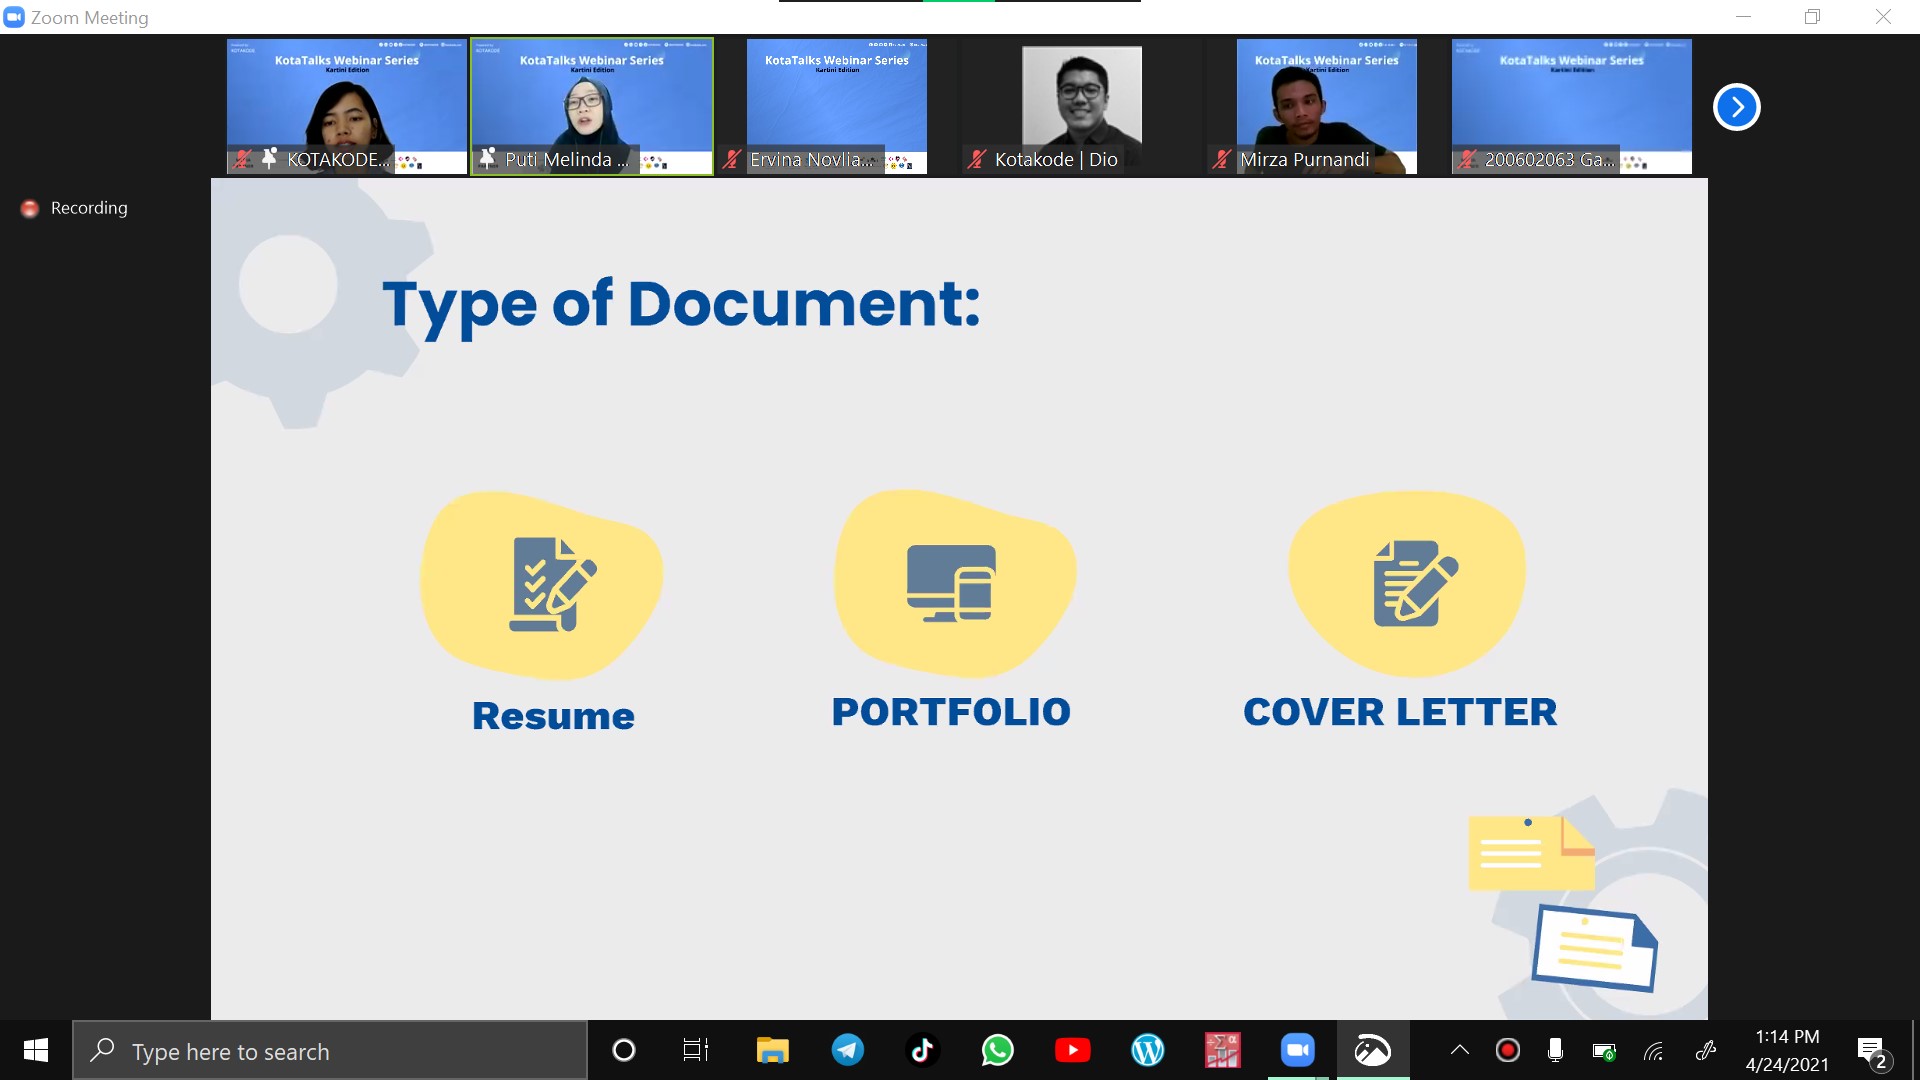 Zoom Meeting
KOTAKODE
KotaTalks Webinar Series
Kartini Edition
KOTAKODE...
KOTAKODE
KotaTalks Webinar Series
Kartini Edition
Puti Melinda ...
KotaTalks Webinar Series
Kartini Edition
Ervina Novlia...
Kotakode | Dio
KotaTalks Webinar Series
Kartini Edition
Mirza Purnandi
KotaTalks Webinar Series
Kartini Edition
200602063 Ga...
Recording
Type of Document:
Resume
PORTFOLIO
COVER LETTER
Type here to search
1:14 PM
4/24/2021
2